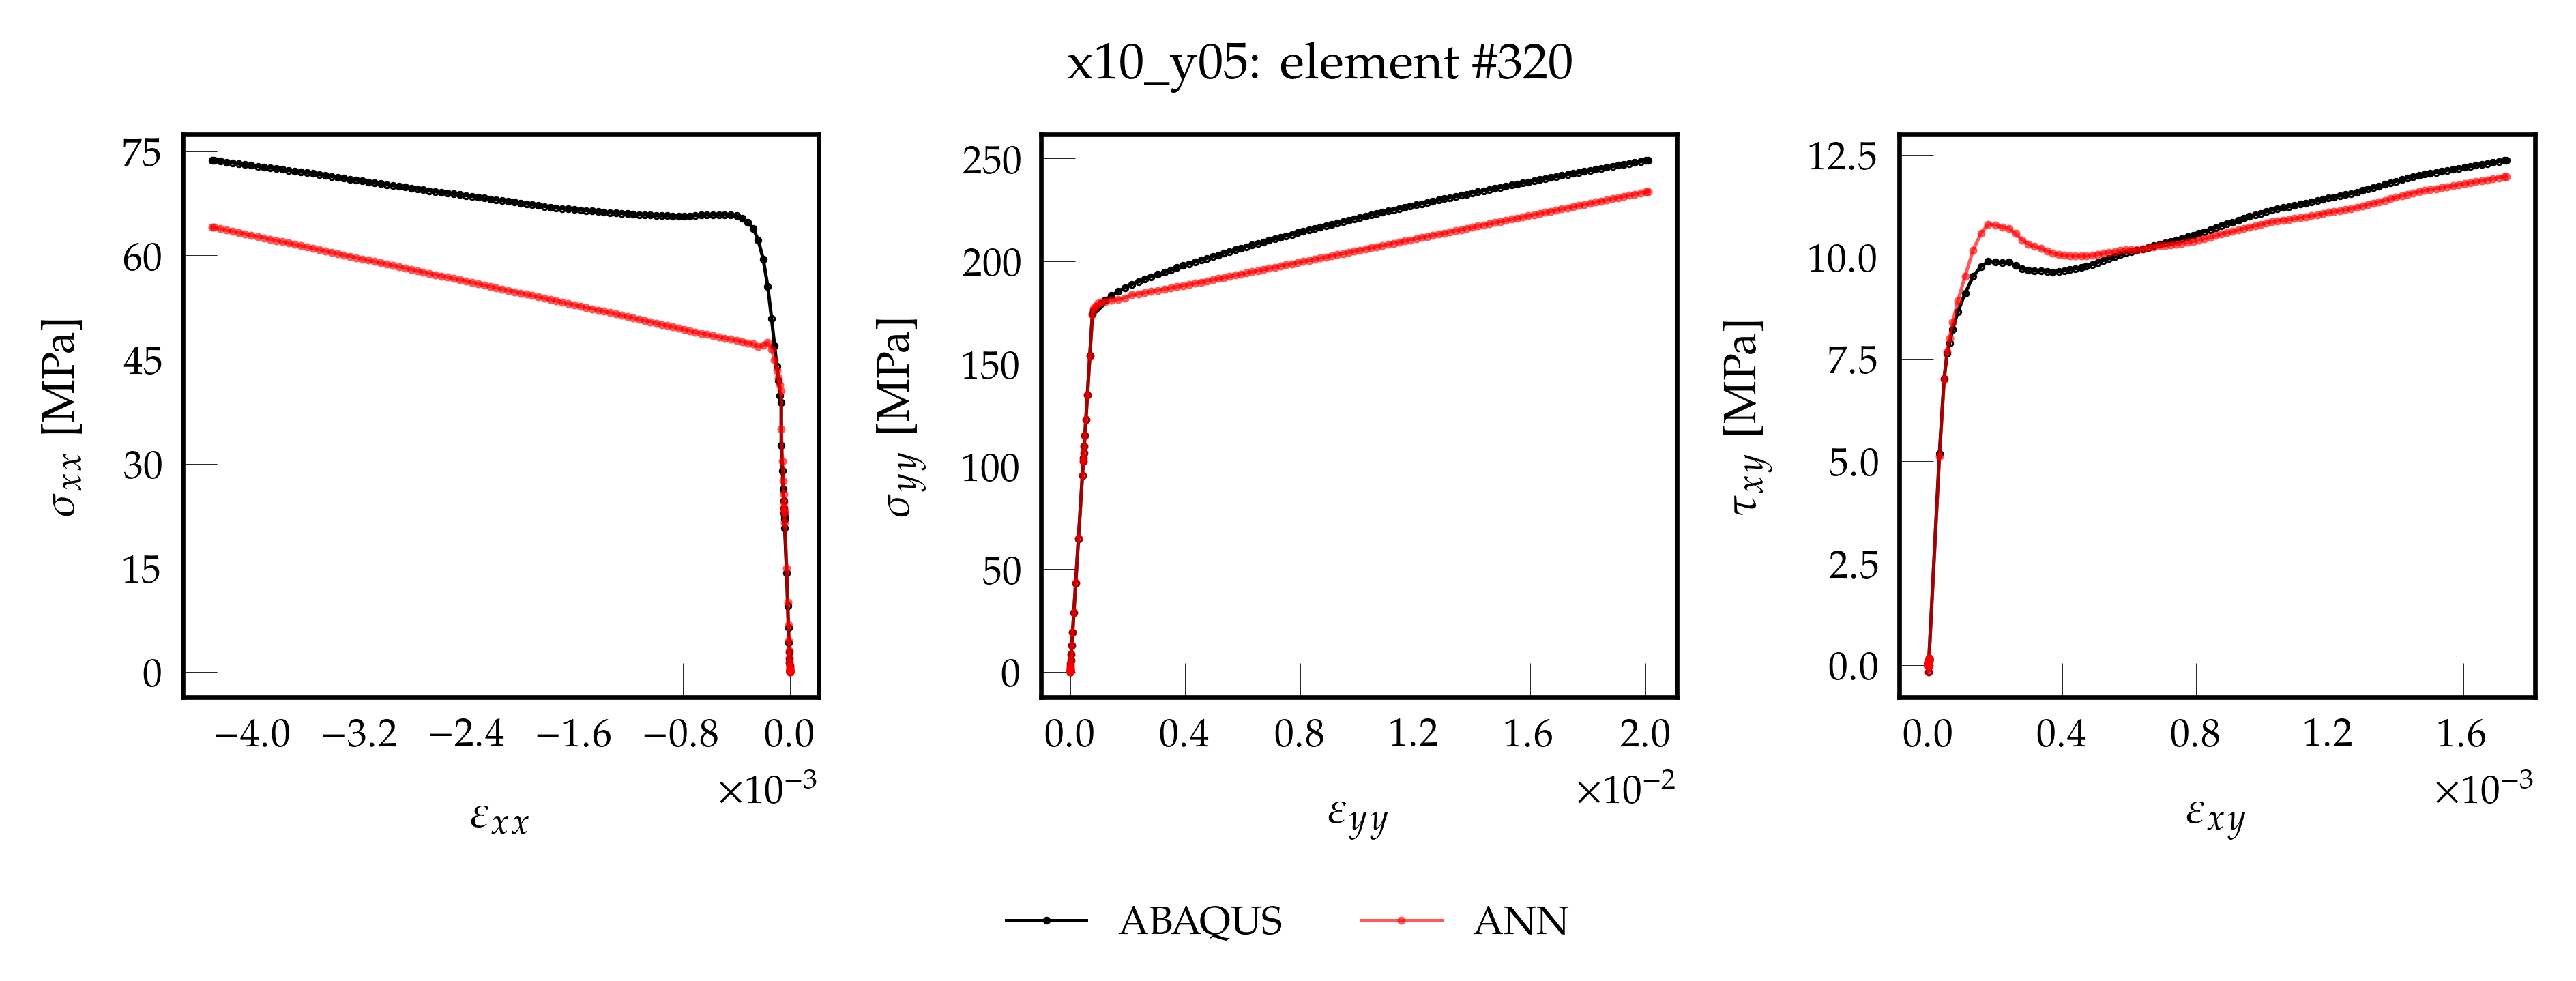 x10_y05: element #320
75
60
45
30
15
0
σxx [MPa]
−4.0 −3.2 −2.4 −1.6 −0.8 0.0
×10−3
εxx
250
200
150
100
50
0
σyy [MPa]
0.0 0.4 0.8 1.2 1.6 2.0
×10−2
εyy
12.5
10.0
7.5
5.0
2.5
0.0
τxy [MPa]
0.0 0.4 0.8 1.2 1.6
×10−3
εxy
ABAQUS ANN